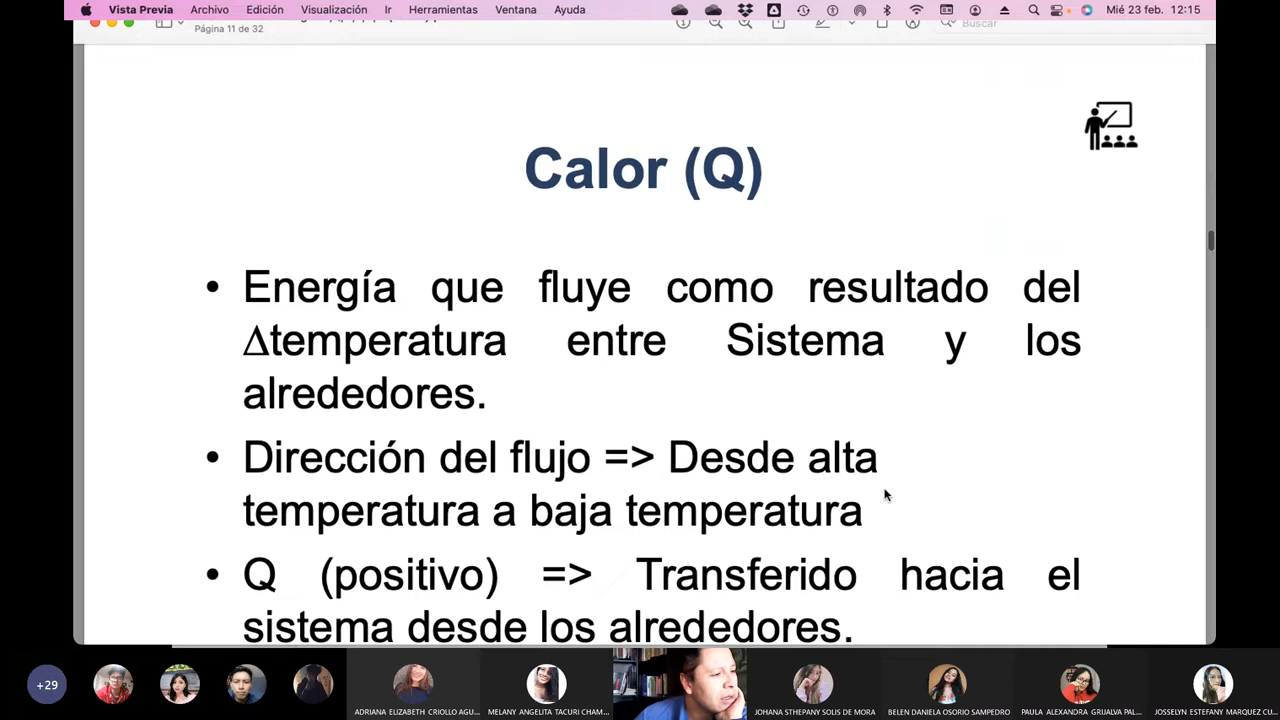 Vista Previa Archivo Edición Visualización Ir Herramientas Ventana Ayuda Mié 23 feb. 12:15
Página 11 de 32
Buscar
Calor (Q)
• Energía que fluye como resultado del
∆temperatura entre Sistema y los
alrededores.
• Dirección del flujo => Desde alta
temperatura a baja temperatura
• Q (positivo) => Transferido hacia el
sistema desde los alrededores.
+29
ADRIANA ELIZABETH CRIOLLO AGU...
MELANY ANGELITA TACURI CHAM...
JOHANA STHEPANY SOLIS DE MORA
BELEN DANIELA OSORIO SAMPEDRO
PAULA ALEXANDRA GRIJALVA PAL...
JOSSELYN ESTEFANY MARQUEZ CU...